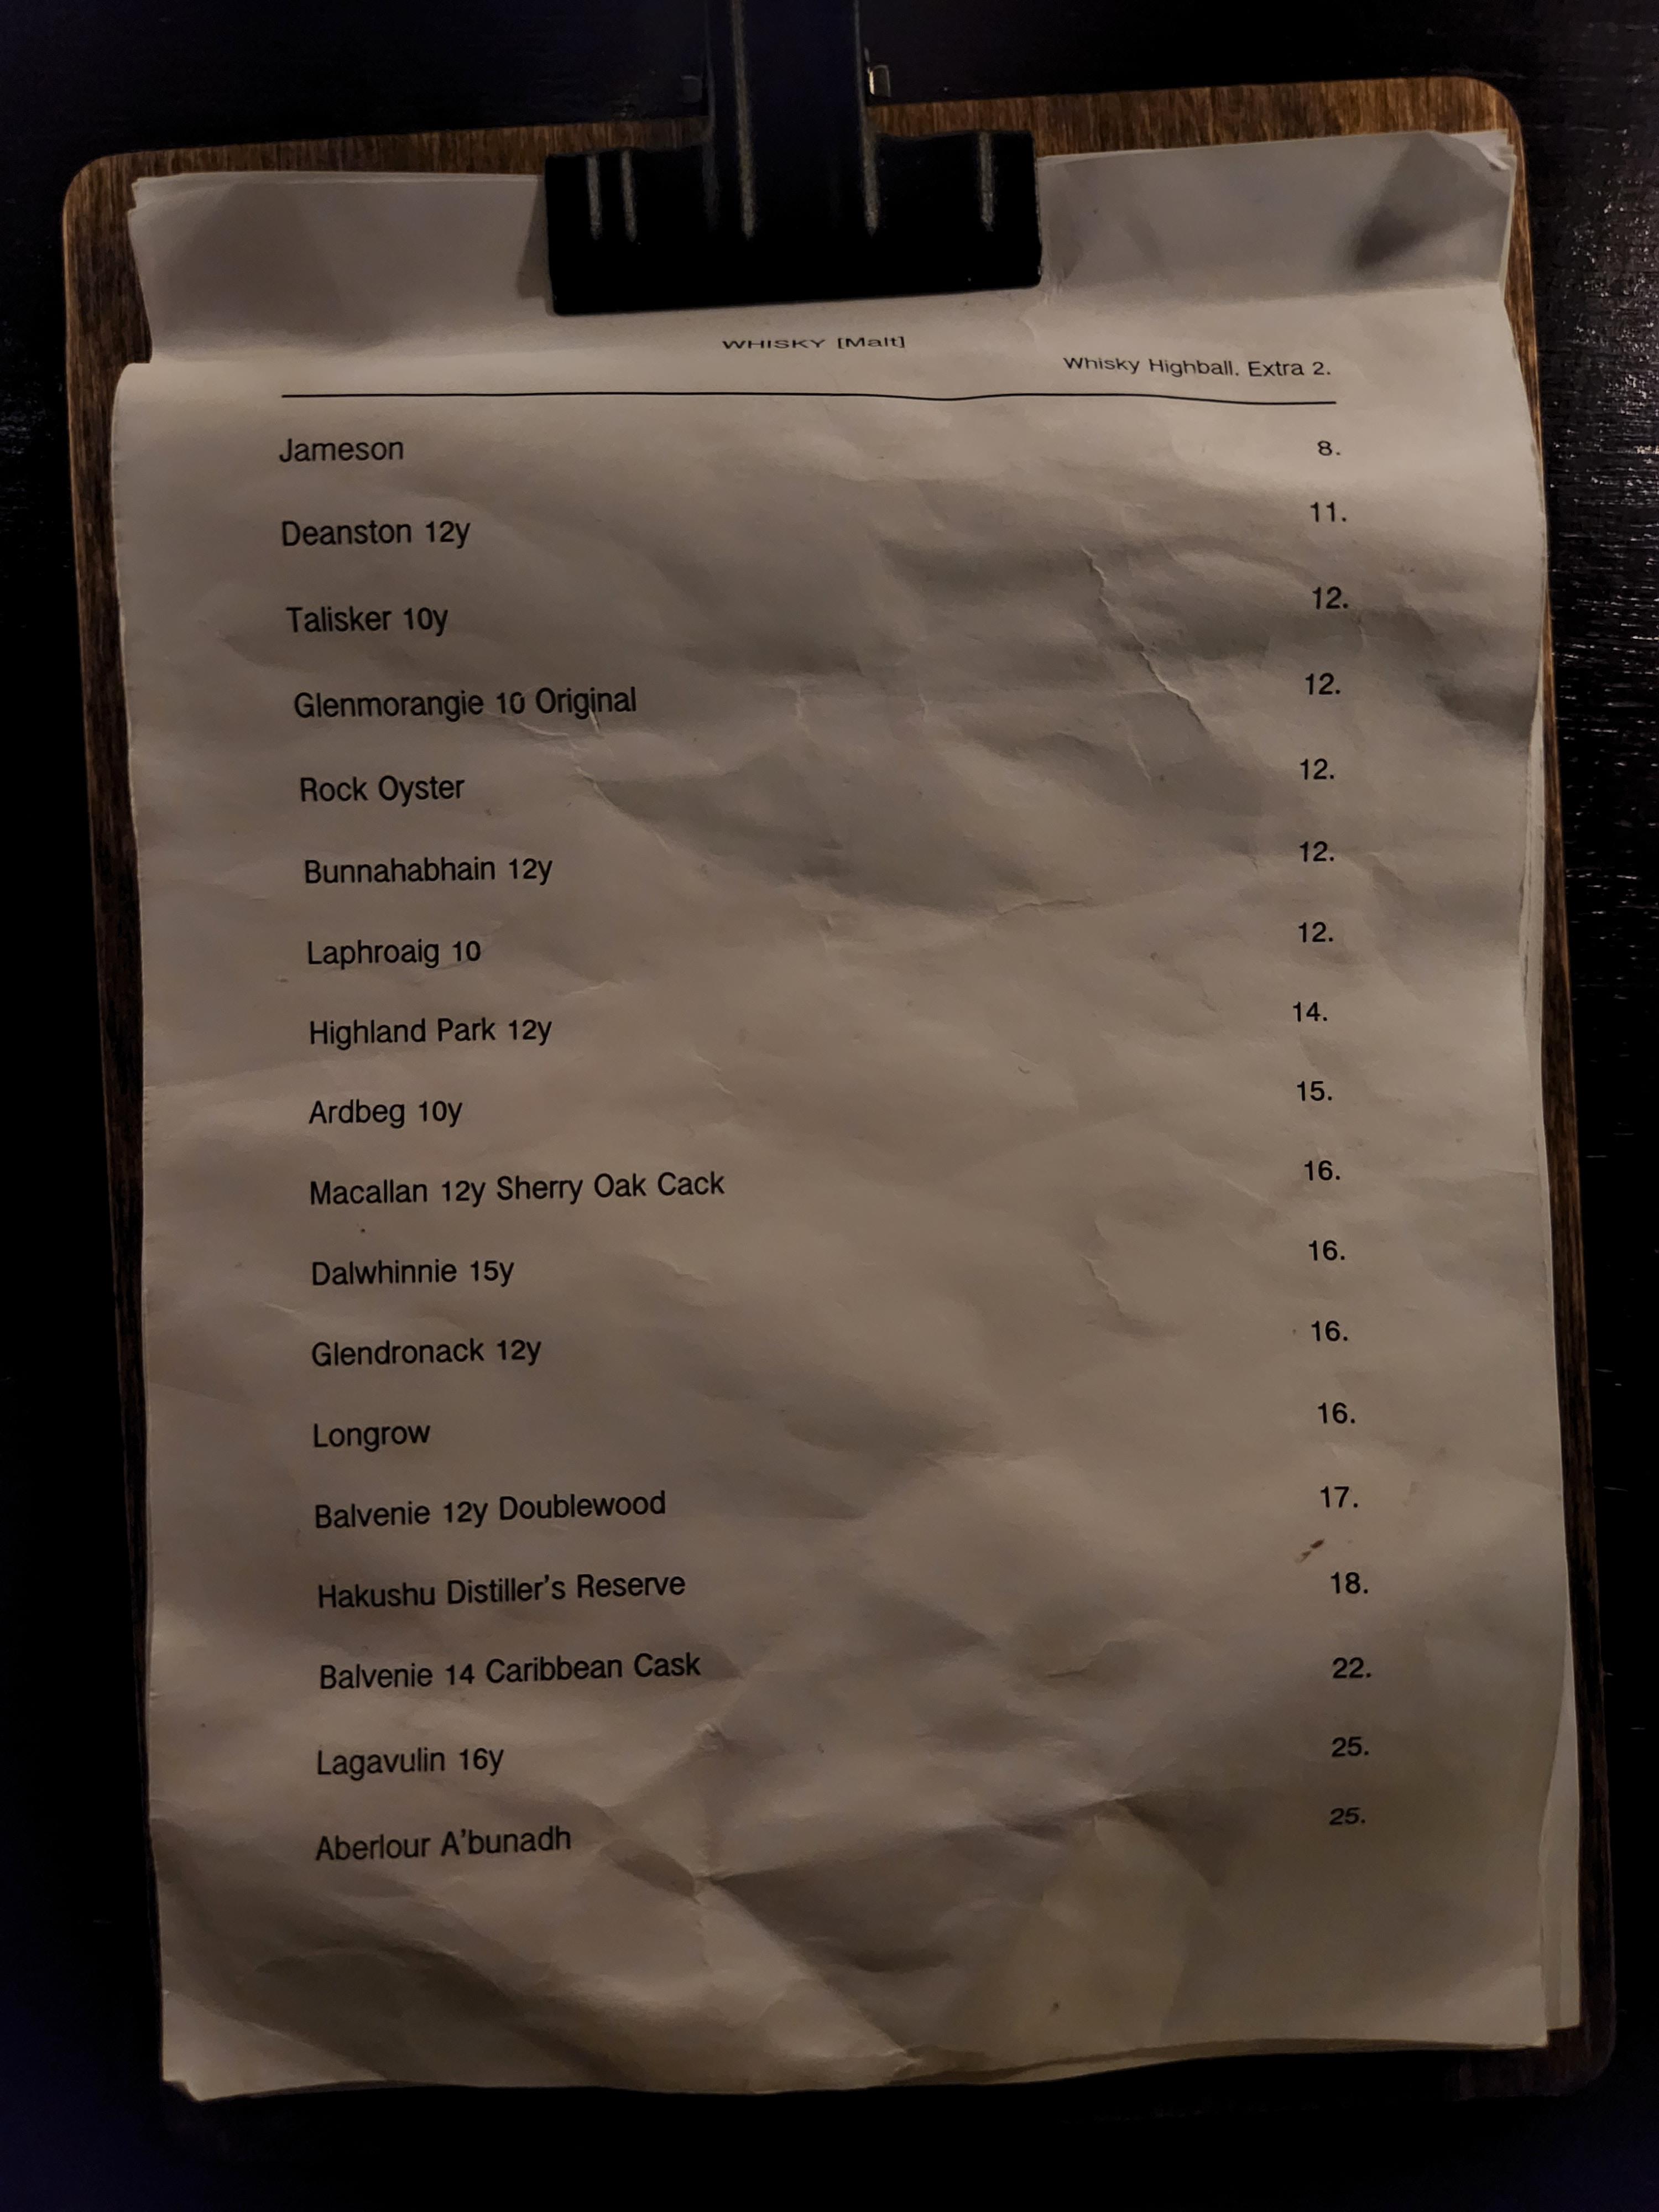 WHISKY [Malt]
Whisky Highball. Extra 2.
Jameson 8.
Deanston 12y 11.
Talisker 10y 12.
Glenmorangie 10 Original 12.
Rock Oyster 12.
Bunnahabhain 12y 12.
Laphroaig 10 12.
Highland Park 12y 14.
Ardbeg 10y 15.
Macallan 12y Sherry Oak Cack 16.
Dalwhinnie 15y 16.
Glendronack 12y 16.
Longrow 16.
Balvenie 12y Doublewood 17.
Hakushu Distiller's Reserve 18.
Balvenie 14 Caribbean Cask 22.
Lagavulin 16y 25.
Aberlour A'bunadh 25.